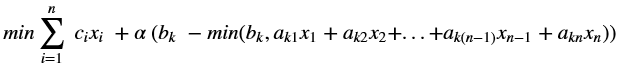 min ∑_{i=1}^{n} c_i x_i + α (b_k − min(b_k, a_{k1}x_1 + a_{k2}x_2+…+a_{k(n−1)}x_{n−1} + a_{kn}x_n))